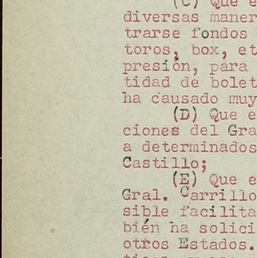 (C) Que e
diversas maner
trarse fondos
toros, box, et
presión, para
tidad de bolet
ha causado muy
(D) Que e
ciones del Gra
a determinados
Castillo;
(E) Que e
Gral. Carrillo
sible facilita
bién ha solici
otros Estados.